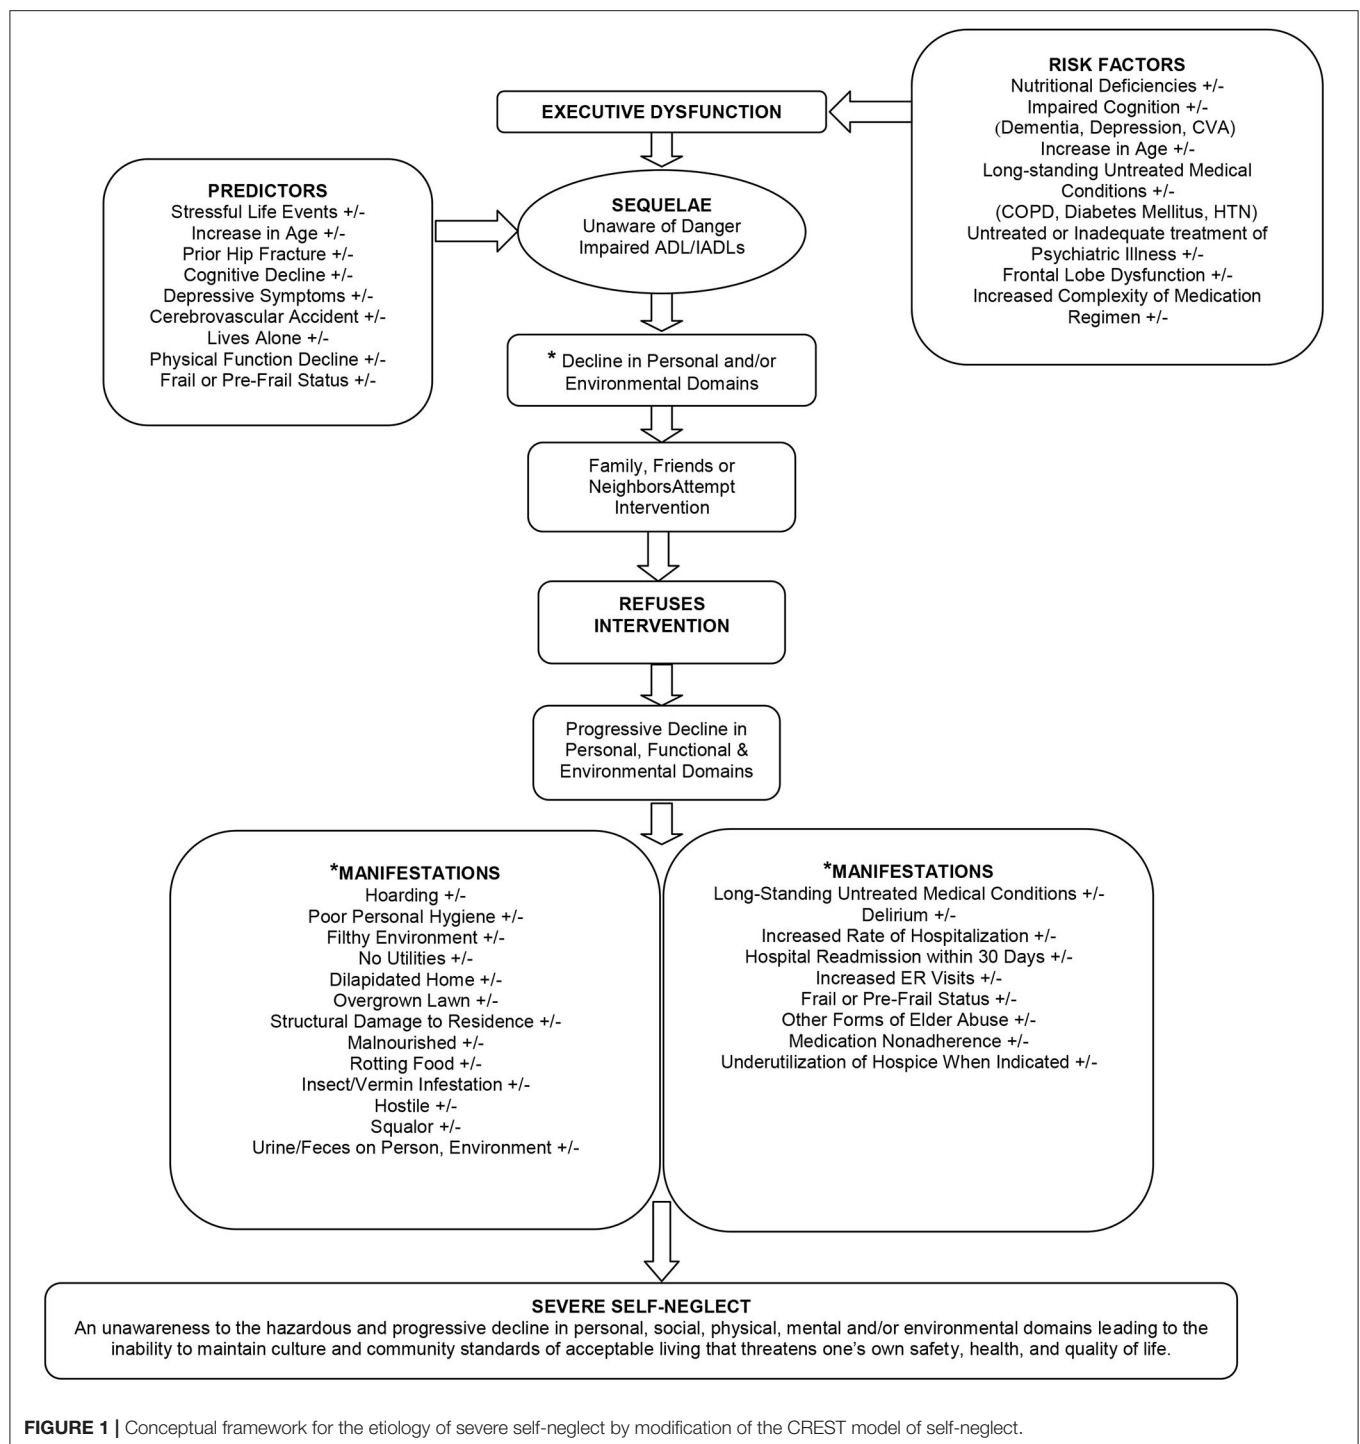 RISK FACTORS
Nutritional Deficiencies +/-
Impaired Cognition +/-
(Dementia, Depression, CVA)
Increase in Age +/-
Long-standing Untreated Medical
Conditions +/-
(COPD, Diabetes Mellitus, HTN)
Untreated or Inadequate treatment of
Psychiatric Illness +/-
Frontal Lobe Dysfunction +/-
Increased Complexity of Medication
Regimen +/-
EXECUTIVE DYSFUNCTION
PREDICTORS
Stressful Life Events +/-
Increase in Age +/-
Prior Hip Fracture +/-
Cognitive Decline +/-
Depressive Symptoms +/-
Cerebrovascular Accident +/-
Lives Alone +/-
Physical Function Decline +/-
Frail or Pre-Frail Status +/-
SEQUELAE
Unaware of Danger
Impaired ADL/IADLs
* Decline in Personal and/or
Environmental Domains
Family, Friends or
NeighborsAttempt
Intervention
REFUSES
INTERVENTION
Progressive Decline in
Personal, Functional &
Environmental Domains
*MANIFESTATIONS
Hoarding +/-
Poor Personal Hygiene +/-
Filthy Environment +/-
No Utilities +/-
Dilapidated Home +/-
Overgrown Lawn +/-
Structural Damage to Residence +/-
Malnourished +/-
Rotting Food +/-
Insect/Vermin Infestation +/-
Hostile +/-
Squalor +/-
Urine/Feces on Person, Environment +/-
*MANIFESTATIONS
Long-Standing Untreated Medical Conditions +/-
Delirium +/-
Increased Rate of Hospitalization +/-
Hospital Readmission within 30 Days +/-
Increased ER Visits +/-
Frail or Pre-Frail Status +/-
Other Forms of Elder Abuse +/-
Medication Nonadherence +/-
Underutilization of Hospice When Indicated +/-
SEVERE SELF-NEGLECT
An unawareness to the hazardous and progressive decline in personal, social, physical, mental and/or environmental domains leading to the
inability to maintain culture and community standards of acceptable living that threatens one's own safety, health, and quality of life.
FIGURE 1 | Conceptual framework for the etiology of severe self-neglect by modification of the CREST model of self-neglect.